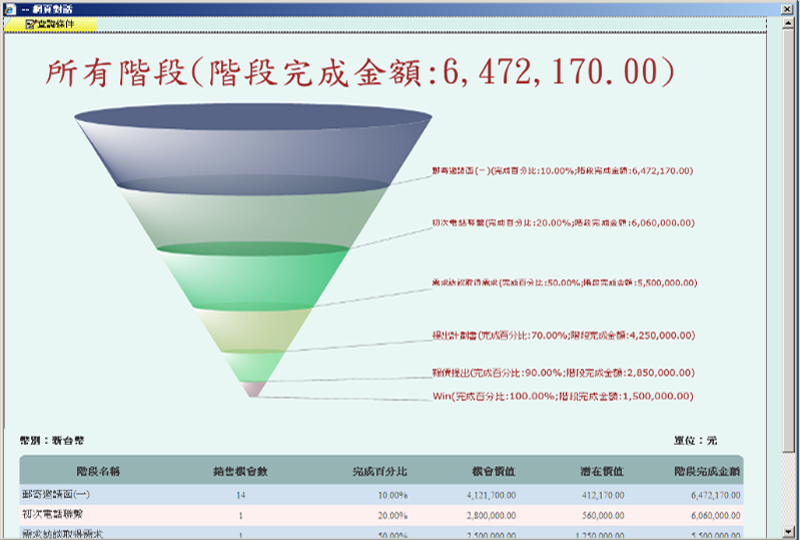 -- 網頁對話
查詢條件
所有階段(階段完成金額:6,472,170.00)
郵寄邀請函(一)(完成百分比:10.00%;階段完成金額:6,472,170.00)
初次電話聯繫(完成百分比:20.00%;階段完成金額:6,060,000.00)
需求訪談取得需求(完成百分比:50.00%;階段完成金額:5,500,000.00)
提出計劃書(完成百分比:70.00%;階段完成金額:4,250,000.00)
報價提出(完成百分比:90.00%;階段完成金額:2,850,000.00)
Win(完成百分比:100.00%;階段完成金額:1,500,000.00)
幣別：新台幣 單位：元
階段名稱 銷售機會數 完成百分比 機會價值 潛在價值 階段完成金額
郵寄邀請函(一) 14 10.00% 4,121,700.00 412,170.00 6,472,170.00
初次電話聯繫 1 20.00% 2,800,000.00 560,000.00 6,060,000.00
需求訪談取得需求 1 50.00% 2,500,000.00 1,250,000.00 5,500,000.00